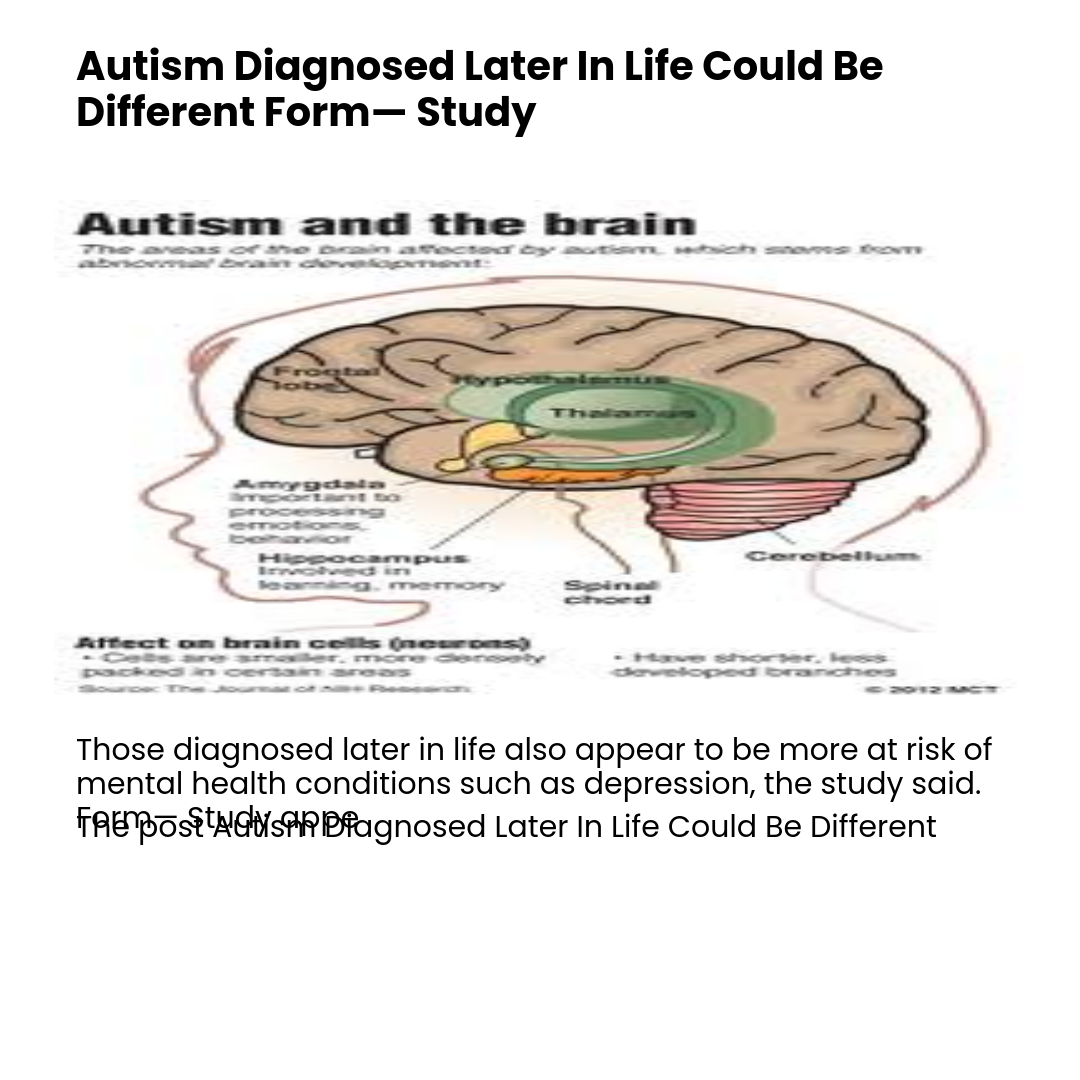 Autism Diagnosed Later In Life Could Be
Different Form— Study
Autism and the brain
The areas of the brain affected by autism, which stems from
abnormal brain development:
Frontal
lobe
Hypothalamus
Thalamus
Amygdala
Important to
processing
emotions,
behavior
Hippocampus
Involved in
learning, memory
Spinal
chord
Cerebellum
Affect on brain cells (neurons)
• Cells are smaller, more densely
packed in certain areas
• Have shorter, less
developed branches
Source: The Journal of Research
© 2012 MCT
Those diagnosed later in life also appear to be more at risk of
mental health conditions such as depression, the study said.
Form— Study appe
The post Autism Diagnosed Later In Life Could Be Different